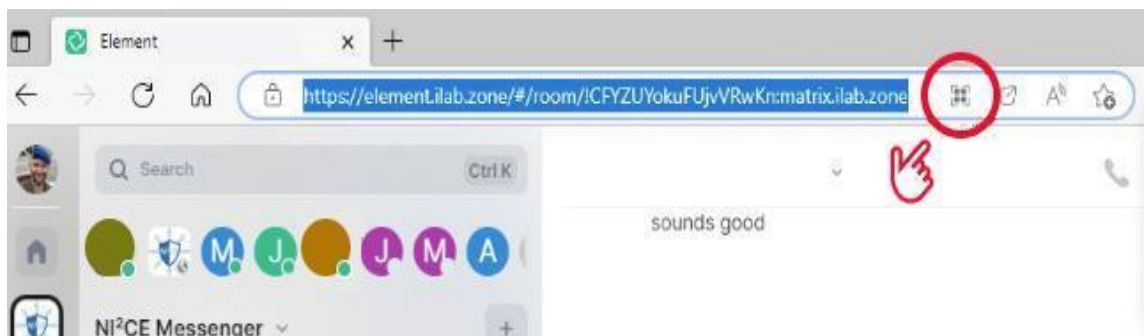 Element
https://element.ilab.zone/#/room/!CFYZUYokuFUjvVRwKn:matrix.ilab.zone
A
Search
Ctrl K
sounds good
M J J M A
NI²CE Messenger